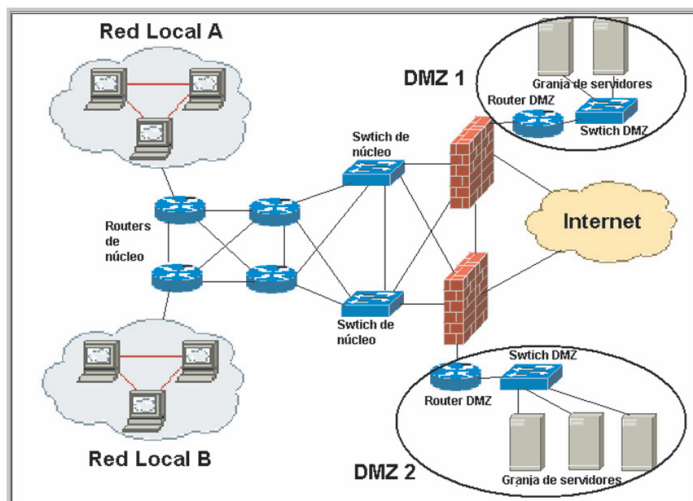 Red Local A
DMZ 1
Granja de servidores
Router DMZ
Swtich DMZ
Swtich de
núcleo
Routers
de
núcleo
Internet
Swtich de
núcleo
Swtich DMZ
Router DMZ
Red Local B
DMZ 2
Granja de servidores